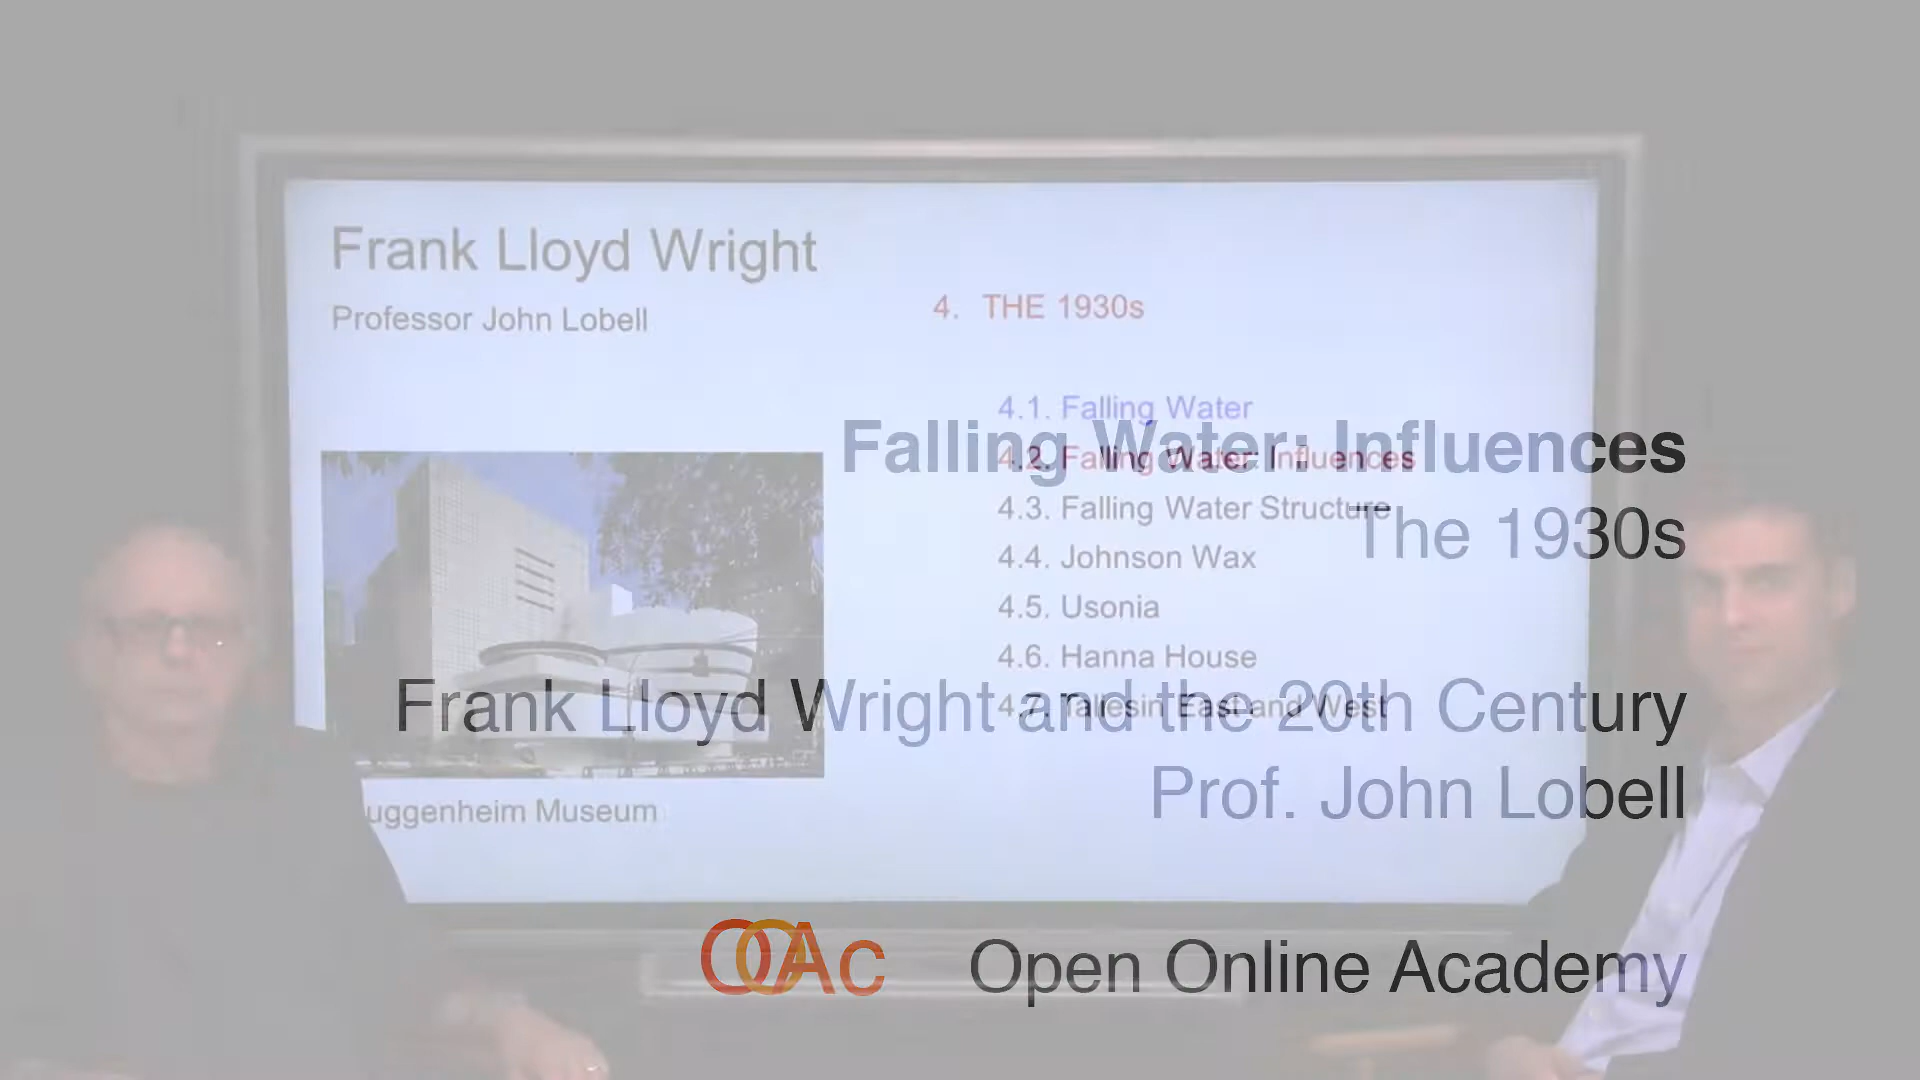 Frank Lloyd Wright
Professor John Lobell
4. THE 1930s
4.1. Falling Water
4.2. Falling Water: Influences
4.3. Falling Water Structure
4.4. Johnson Wax
4.5. Usonia
4.6. Hanna House
4.7. Taliesin East and West
uggenheim Museum
Falling Water: Influences
The 1930s
Frank Lloyd Wright and the 20th Century
Prof. John Lobell
OOAc Open Online Academy